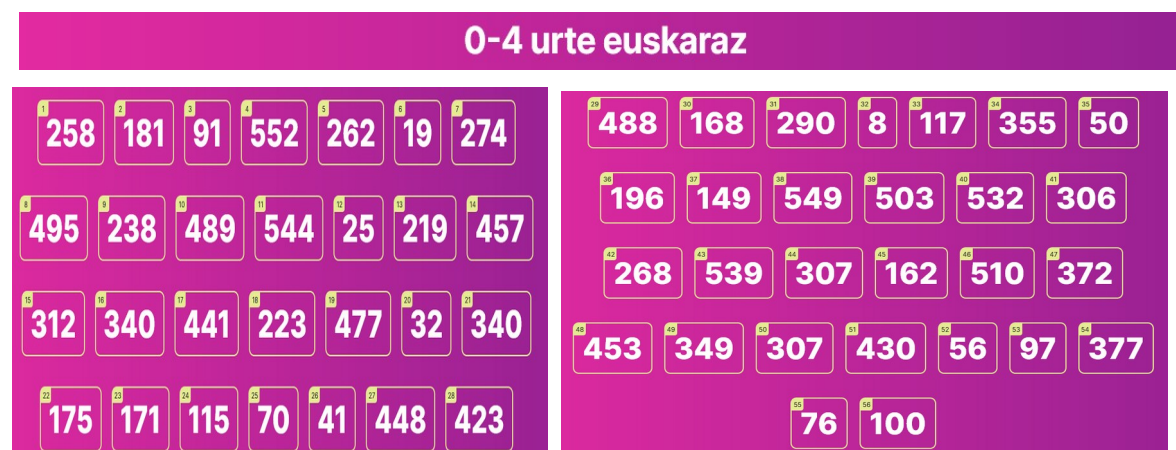 0-4 urte euskaraz
1 258 2 181 3 91 4 552 5 262 6 19 7 274
8 495 9 238 10 489 11 544 12 25 13 219 14 457
15 312 16 340 17 441 18 223 19 477 20 32 21 340
22 175 23 171 24 115 25 70 26 41 27 448 28 423
29 488 30 168 31 290 32 8 33 117 34 355 35 50
36 196 37 149 38 549 39 503 40 532 41 306
42 268 43 539 44 307 45 162 46 510 47 372
48 453 49 349 50 307 51 430 52 56 53 97 54 377
55 76 56 100